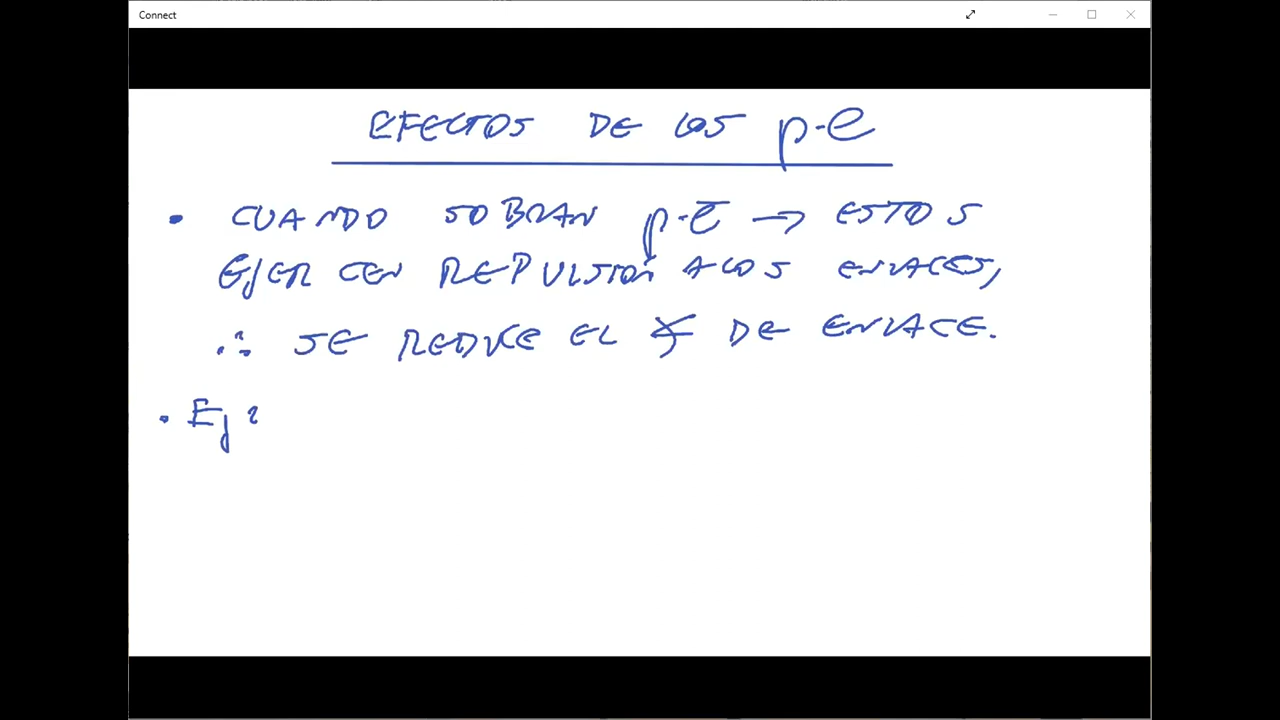 Connect
EFECTOS DE LOS p-e
• CUANDO SOBRAN p-e̅ → ESTOS
EJERCEN REPULSIÓN A LOS ENLACES,
∴ SE REDUCE EL ∡ DE ENLACE.
• Ej: